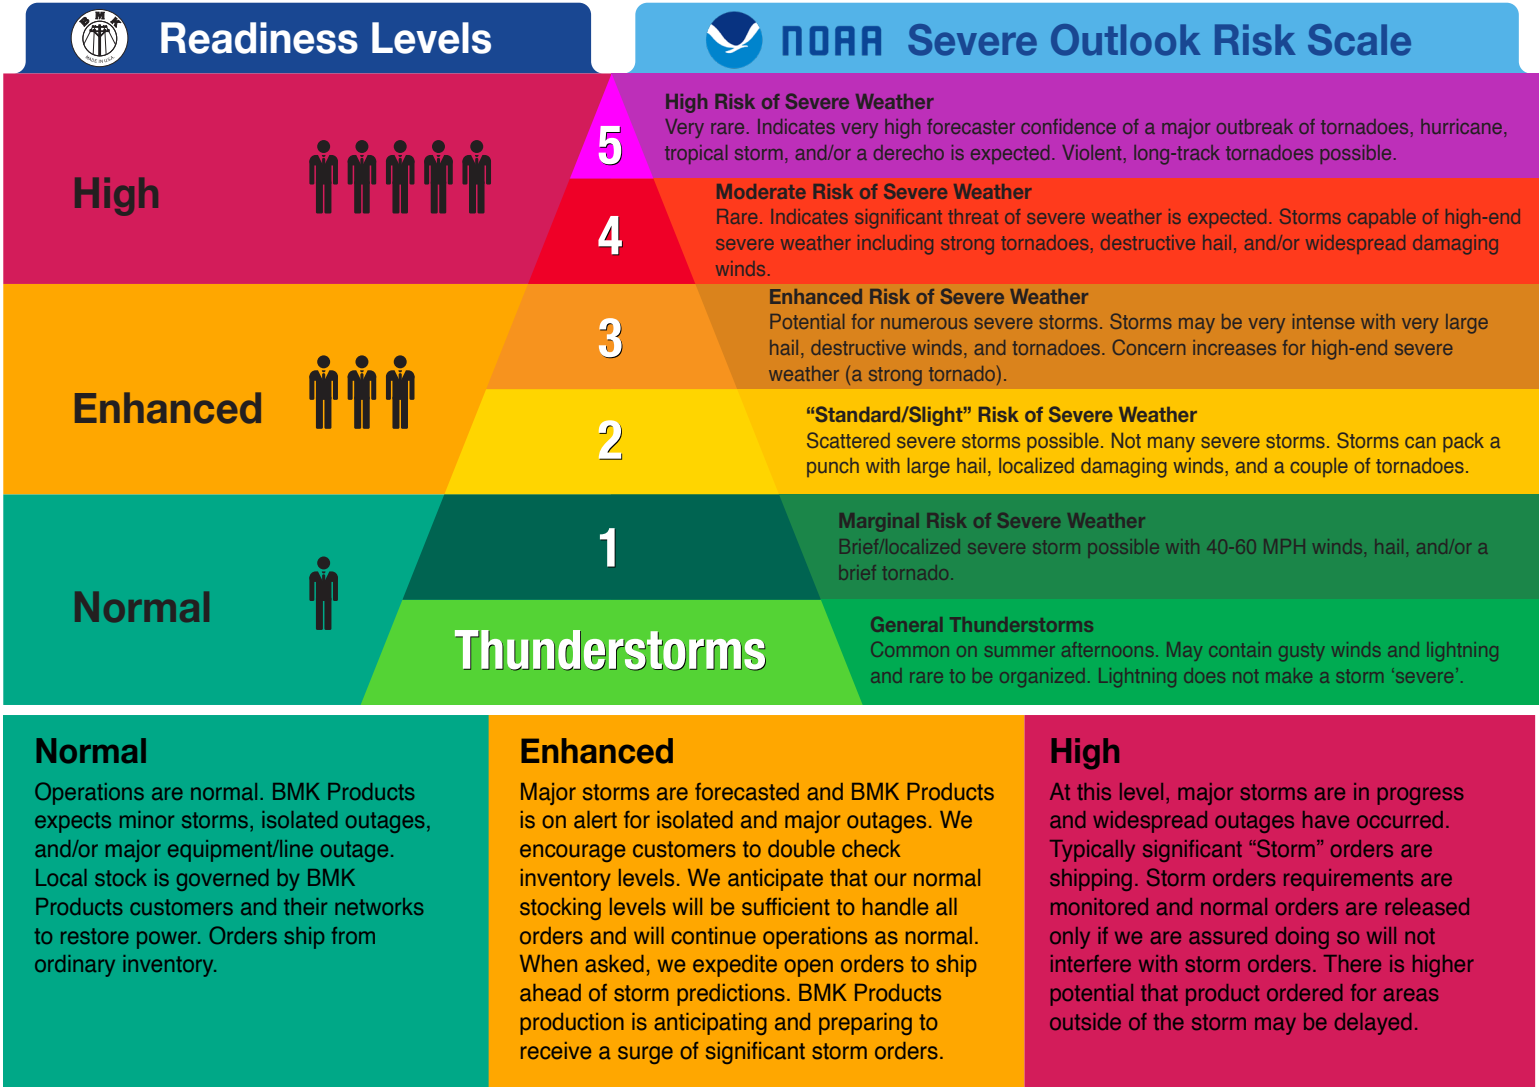 BMK
MADE IN USA
Readiness Levels
NOAA Severe Outlook Risk Scale
High
5
High Risk of Severe Weather
Very rare. Indicates very high forecaster confidence of a major outbreak of tornadoes, hurricane,
tropical storm, and/or a derecho is expected. Violent, long-track tornadoes possible.
4
Moderate Risk of Severe Weather
Rare. Indicates significant threat of severe weather is expected. Storms capable of high-end
severe weather including strong tornadoes, destructive hail, and/or widespread damaging
winds.
Enhanced
3
Enhanced Risk of Severe Weather
Potential for numerous severe storms. Storms may be very intense with very large
hail, destructive winds, and tornadoes. Concern increases for high-end severe
weather (a strong tornado).
2
“Standard/Slight” Risk of Severe Weather
Scattered severe storms possible. Not many severe storms. Storms can pack a
punch with large hail, localized damaging winds, and a couple of tornadoes.
Normal
1
Marginal Risk of Severe Weather
Brief/localized severe storm possible with 40-60 MPH winds, hail, and/or a
brief tornado.
Thunderstorms
General Thunderstorms
Common on summer afternoons. May contain gusty winds and lightning
and rare to be organized. Lightning does not make a storm ‘severe’.
Normal
Operations are normal. BMK Products
expects minor storms, isolated outages,
and/or major equipment/line outage.
Local stock is governed by BMK
Products customers and their networks
to restore power. Orders ship from
ordinary inventory.
Enhanced
Major storms are forecasted and BMK Products
is on alert for isolated and major outages. We
encourage customers to double check
inventory levels. We anticipate that our normal
stocking levels will be sufficient to handle all
orders and will continue operations as normal.
When asked, we expedite open orders to ship
ahead of storm predictions. BMK Products
production is anticipating and preparing to
receive a surge of significant storm orders.
High
At this level, major storms are in progress
and widespread outages have occurred.
Typically significant “Storm” orders are
shipping. Storm orders requirements are
monitored and normal orders are released
only if we are assured doing so will not
interfere with storm orders. There is higher
potential that product ordered for areas
outside of the storm may be delayed.